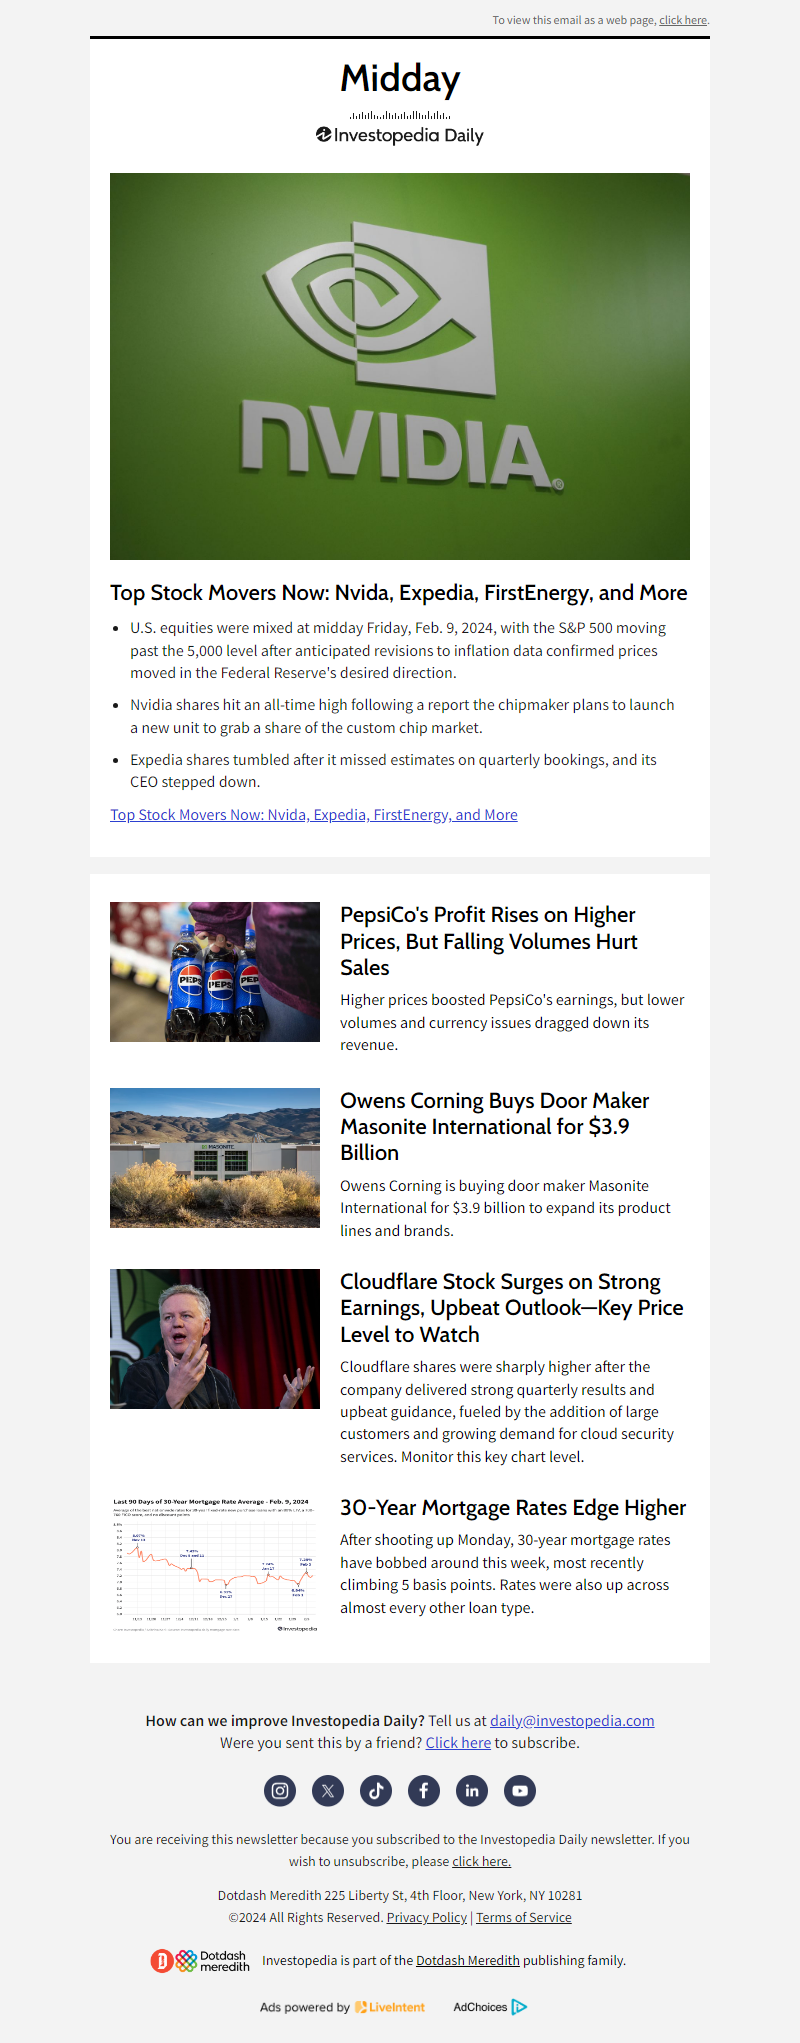 To view this email as a web page, click here.
Midday
Investopedia Daily
NVIDIA
Top Stock Movers Now: Nvida, Expedia, FirstEnergy, and More
• U.S. equities were mixed at midday Friday, Feb. 9, 2024, with the S&P 500 moving
past the 5,000 level after anticipated revisions to inflation data confirmed prices
moved in the Federal Reserve's desired direction.
• Nvidia shares hit an all-time high following a report the chipmaker plans to launch
a new unit to grab a share of the custom chip market.
• Expedia shares tumbled after it missed estimates on quarterly bookings, and its
CEO stepped down.
Top Stock Movers Now: Nvida, Expedia, FirstEnergy, and More
PEPS PEPS PEP
PepsiCo's Profit Rises on Higher
Prices, But Falling Volumes Hurt
Sales
Higher prices boosted PepsiCo's earnings, but lower
volumes and currency issues dragged down its
revenue.
MASONITE
Owens Corning Buys Door Maker
Masonite International for $3.9
Billion
Owens Corning is buying door maker Masonite
International for $3.9 billion to expand its product
lines and brands.
Cloudflare Stock Surges on Strong
Earnings, Upbeat Outlook—Key Price
Level to Watch
Cloudflare shares were sharply higher after the
company delivered strong quarterly results and
upbeat guidance, fueled by the addition of large
customers and growing demand for cloud security
services. Monitor this key chart level.
Last 90 Days of 30-Year Mortgage Rate Average - Feb. 9, 2024
Investopedia
30-Year Mortgage Rates Edge Higher
After shooting up Monday, 30-year mortgage rates
have bobbed around this week, most recently
climbing 5 basis points. Rates were also up across
almost every other loan type.
How can we improve Investopedia Daily? Tell us at daily@investopedia.com
Were you sent this by a friend? Click here to subscribe.
You are receiving this newsletter because you subscribed to the Investopedia Daily newsletter. If you
wish to unsubscribe, please click here.
Dotdash Meredith 225 Liberty St, 4th Floor, New York, NY 10281
©2024 All Rights Reserved. Privacy Policy | Terms of Service
Dotdash
meredith
Investopedia is part of the Dotdash Meredith publishing family.
Ads powered by LiveIntent
AdChoices